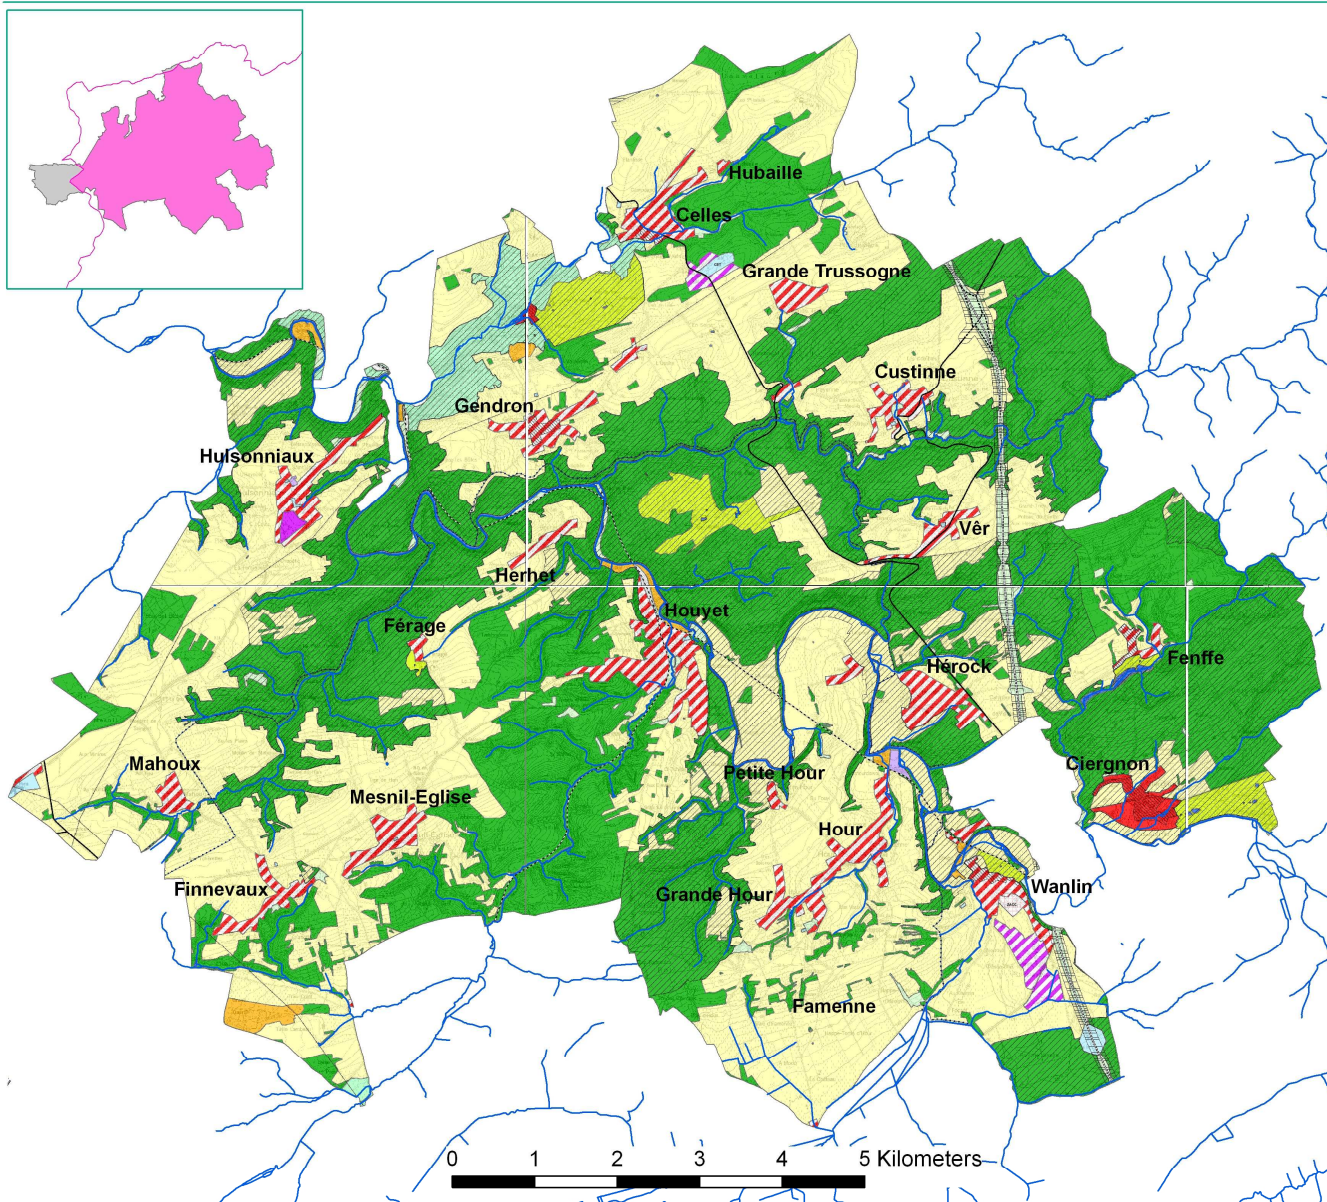 Hubaille
Celles
Grande Trussogne
Custinne
Gendron
Hulsonniaux
Vêr
Herhet
Houyet
Férage
Hérock
Fenffe
Mahoux
Petite Hour
Ciergnon
Mesnil-Eglise
Hour
Finnevaux
Grande Hour
Wanlin
Famenne
0 1 2 3 4 5 Kilometers